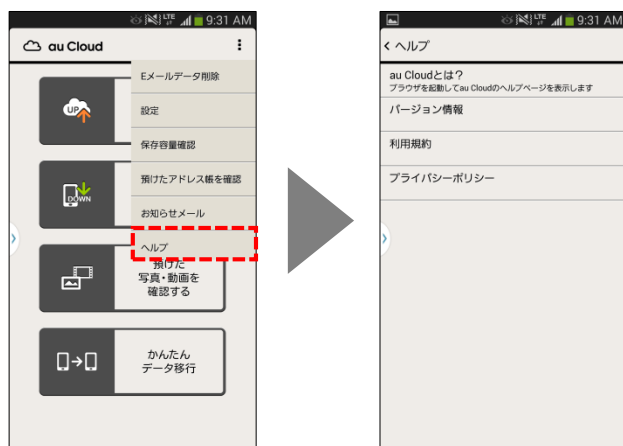 LTE 9:31 AM
au Cloud
Eメールデータ削除
UP
設定
保存容量確認
預けたアドレス帳を確認
DOWN
お知らせメール
ヘルプ
預けた
写真・動画を
確認する
かんたん
データ移行
LTE 9:31 AM
ヘルプ
au Cloudとは?
ブラウザを起動してau Cloudのヘルプページを表示します
バージョン情報
利用規約
プライバシーポリシー